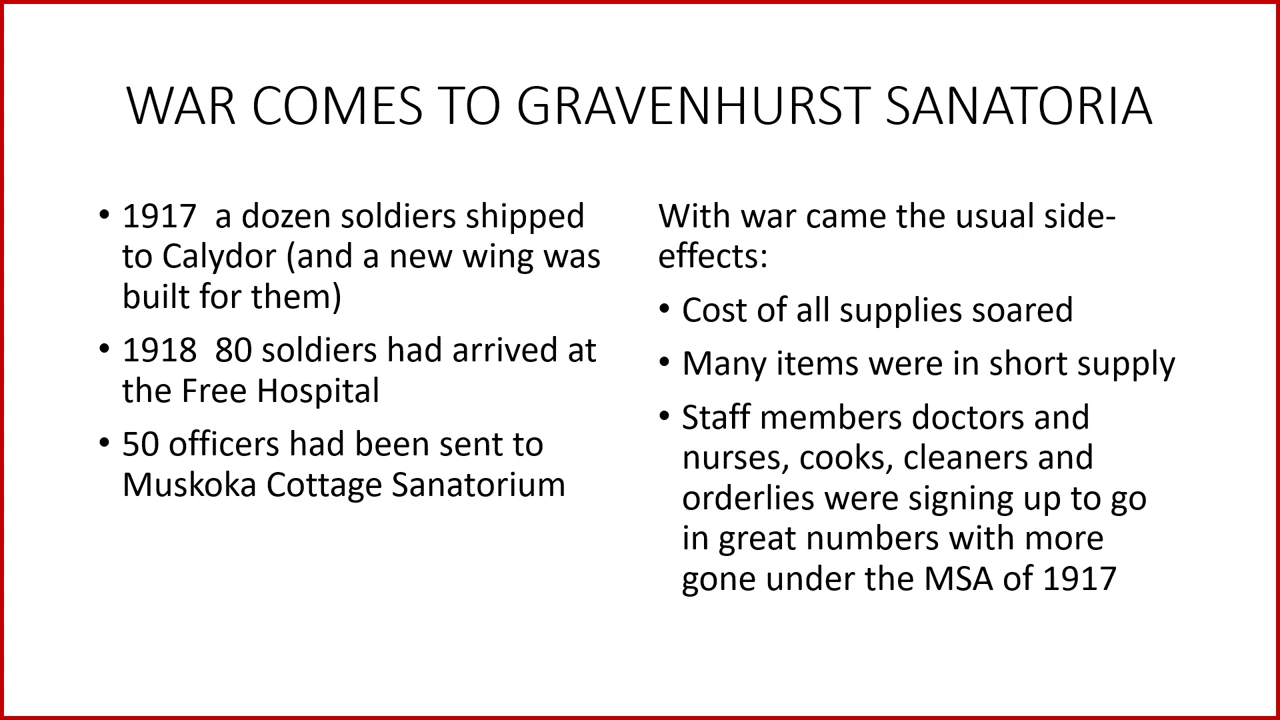 WAR COMES TO GRAVENHURST SANATORIA
• 1917  a dozen soldiers shipped
to Calydor (and a new wing was
built for them)
• 1918  80 soldiers had arrived at
the Free Hospital
• 50 officers had been sent to
Muskoka Cottage Sanatorium
With war came the usual side-
effects:
• Cost of all supplies soared
• Many items were in short supply
• Staff members doctors and
nurses, cooks, cleaners and
orderlies were signing up to go
in great numbers with more
gone under the MSA of 1917